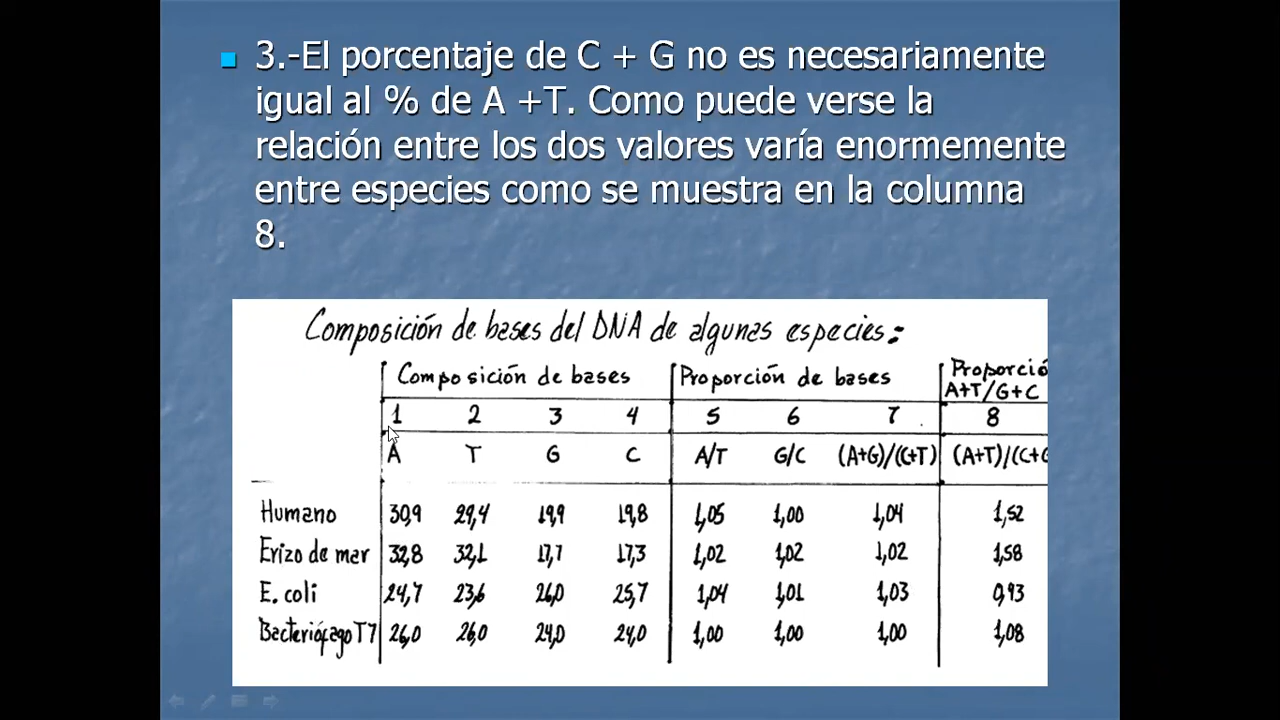 3.-El porcentaje de C + G no es necesariamente
igual al % de A +T. Como puede verse la
relación entre los dos valores varía enormemente
entre especies como se muestra en la columna
8.
Composición de bases del DNA de algunas especies:
Composición de bases Proporción de bases Proporció
A+T/G+C
1 2 3 4 5 6 7 8
A T G C A/T G/C (A+G)/(C+T) (A+T)/(C+G
Humano 30,9 29,4 19,9 19,8 1,05 1,00 1,04 1,52
Erizo de mar 32,8 32,1 17,7 17,3 1,02 1,02 1,02 1,58
E. coli 24,7 23,6 26,0 25,7 1,04 1,01 1,03 0,93
Bacteriófago T7 26,0 26,0 24,0 24,0 1,00 1,00 1,00 1,08